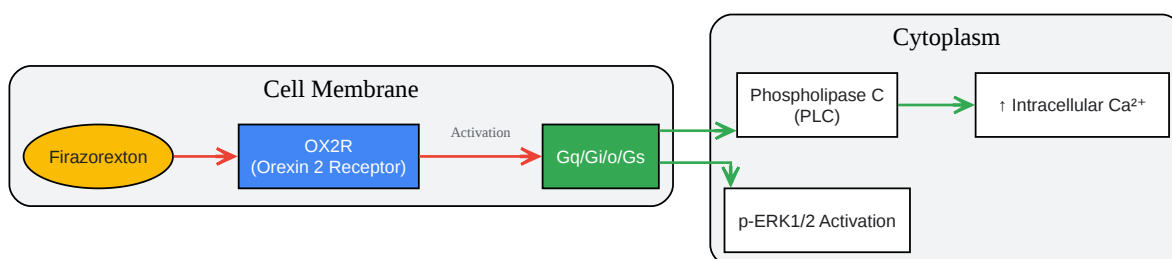 Cell Membrane
Firazorexton
OX2R
(Orexin 2 Receptor)
Activation
Gq/Gi/o/Gs
Cytoplasm
Phospholipase C
(PLC)
↑ Intracellular Ca²⁺
p-ERK1/2 Activation